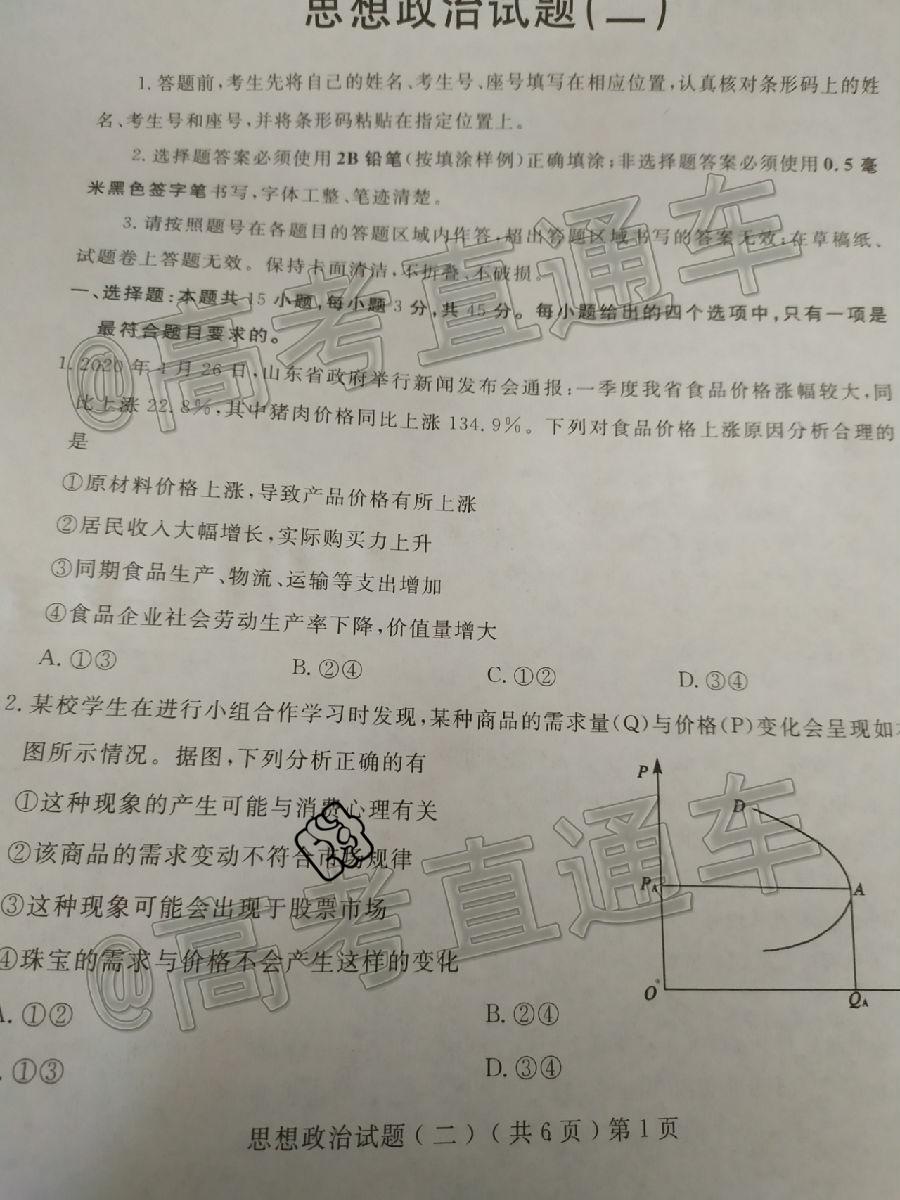 思想政治试题(二)
1.答题前,考生先将自己的姓名、考生号、座号填写在相应位置,认真核对条形码上的姓
名、考生号和座号,并将条形码粘贴在指定位置上。
2.选择题答案必须使用2B铅笔(按填涂样例)正确填涂;非选择题答案必须使用0.5毫
米黑色签字笔书写,字体工整、笔迹清楚。
3.请按照题号在各题目的答题区域内作答,超出答题区域书写的答案无效;在草稿纸、
试题卷上答题无效。保持卡面清洁,不折叠、不破损。
一、选择题:本题共15小题,每小题3分,共45分。每小题给出的四个选项中,只有一项是
最符合题目要求的。
@高考直通车
1.2020年4月26日,山东省政府举行新闻发布会通报:一季度我省食品价格涨幅较大,同
比上涨22.8%,其中猪肉价格同比上涨134.9%。下列对食品价格上涨原因分析合理的
是
①原材料价格上涨,导致产品价格有所上涨
②居民收入大幅增长,实际购买力上升
③同期食品生产、物流、运输等支出增加
④食品企业社会劳动生产率下降,价值量增大
A.①③ B.②④ C.①② D.③④
2.某校学生在进行小组合作学习时发现,某种商品的需求量(Q)与价格(P)变化会呈现如
图所示情况。据图,下列分析正确的有
①这种现象的产生可能与消费心理有关
②该商品的需求变动不符合市场规律
③这种现象可能会出现于股票市场
④珠宝的需求与价格不会产生这样的变化
A.①② B.②④
.①③ D.③④
P
D
PA
A
O
QA
@高考直通车
思想政治试题(二)(共6页)第1页